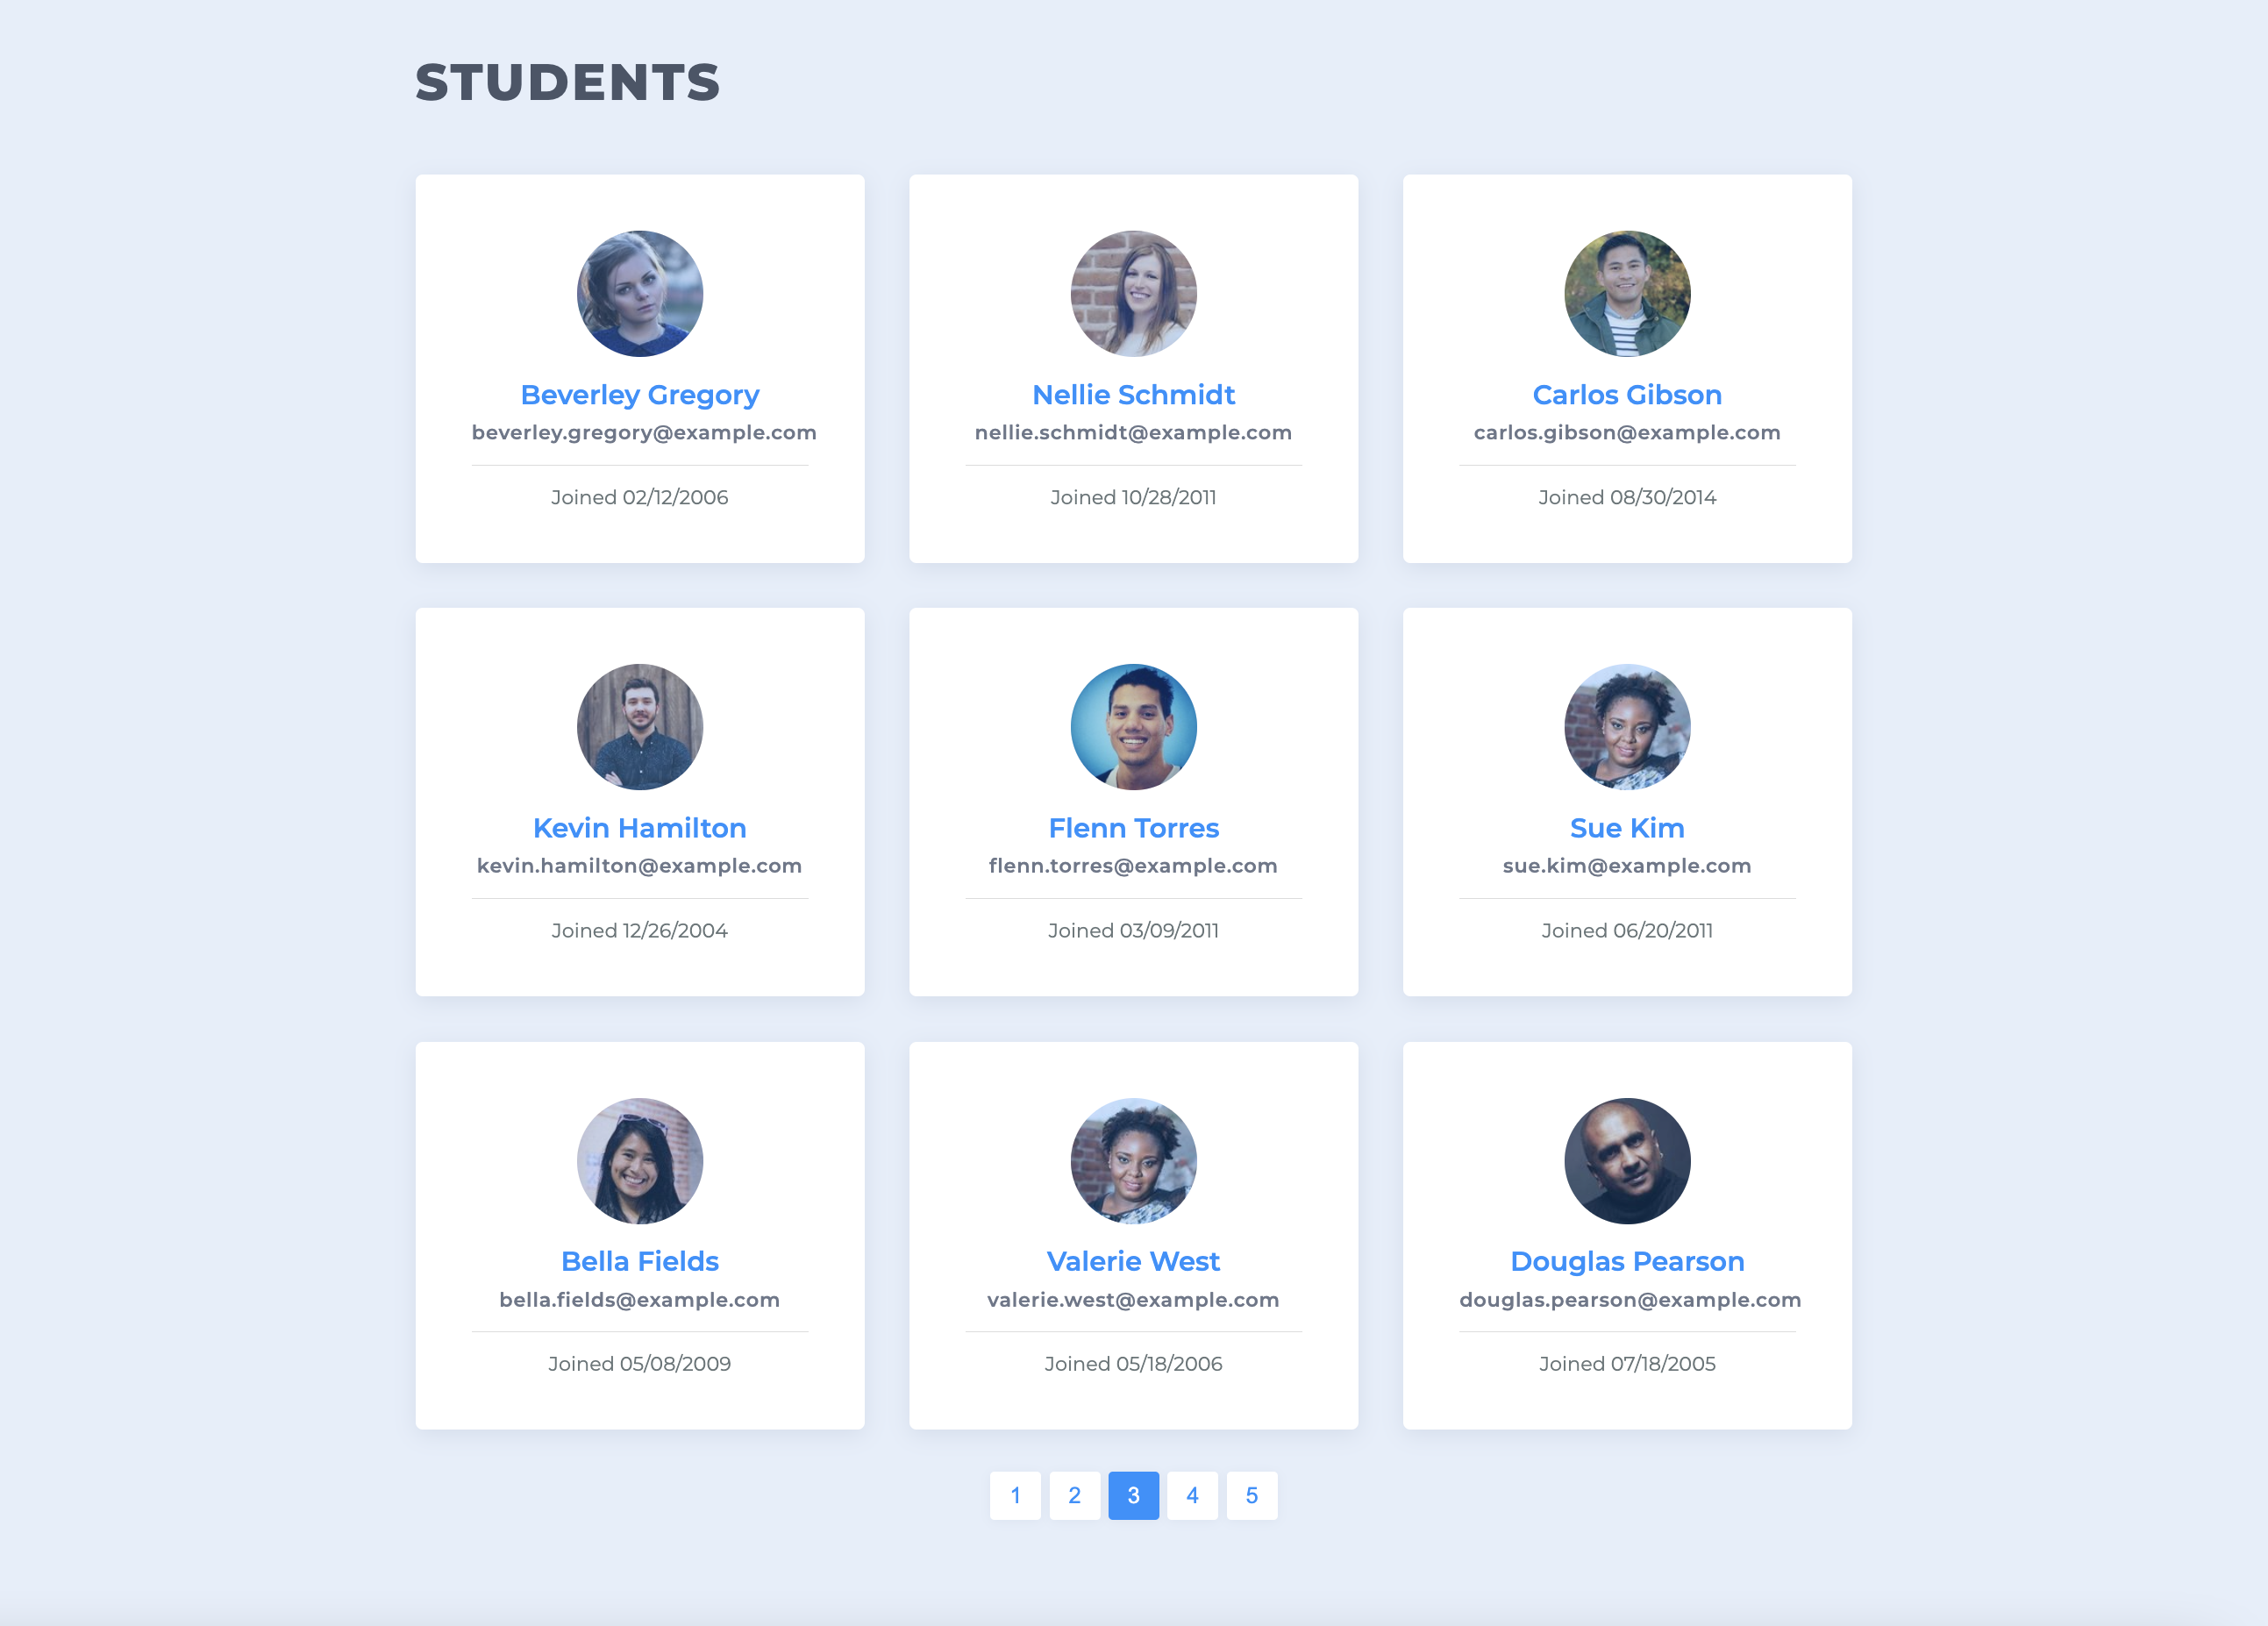 STUDENTS
Beverley Gregory
beverley.gregory@example.com
Joined 02/12/2006
Nellie Schmidt
nellie.schmidt@example.com
Joined 10/28/2011
Carlos Gibson
carlos.gibson@example.com
Joined 08/30/2014
Kevin Hamilton
kevin.hamilton@example.com
Joined 12/26/2004
Flenn Torres
flenn.torres@example.com
Joined 03/09/2011
Sue Kim
sue.kim@example.com
Joined 06/20/2011
Bella Fields
bella.fields@example.com
Joined 05/08/2009
Valerie West
valerie.west@example.com
Joined 05/18/2006
Douglas Pearson
douglas.pearson@example.com
Joined 07/18/2005
1 2 3 4 5